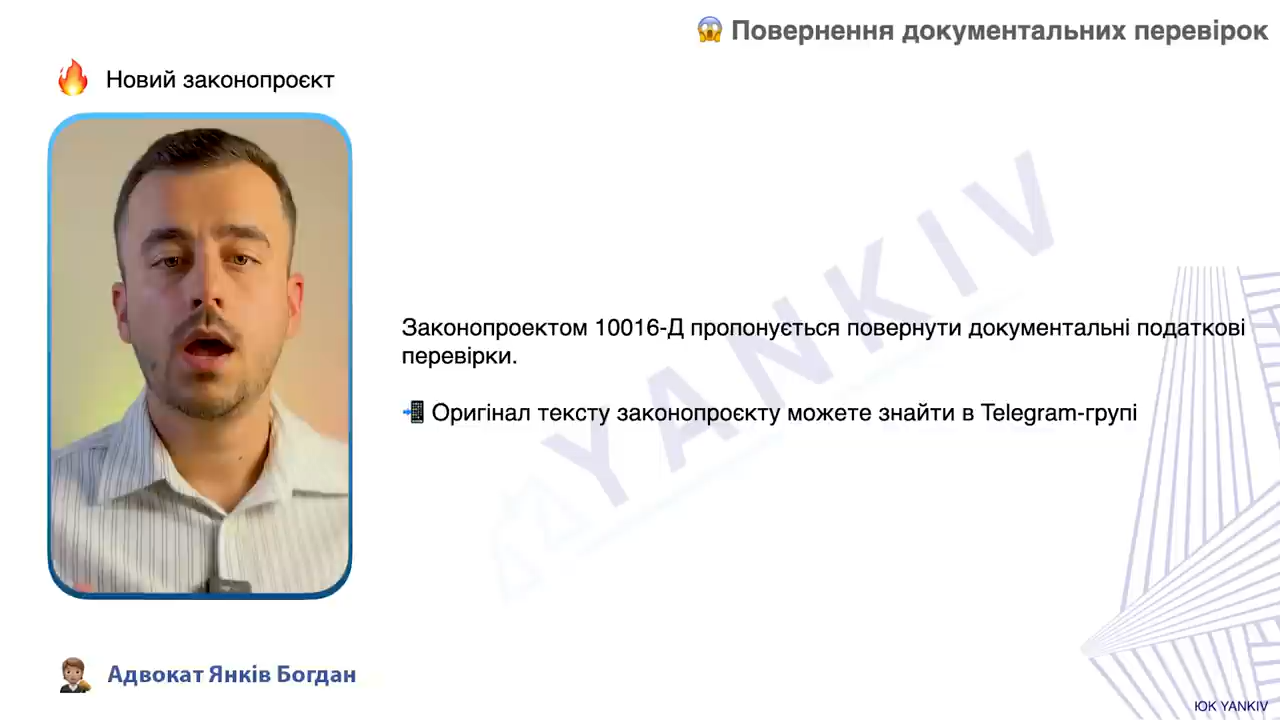 😱 Повернення документальних перевірок
🔥 Новий законопроєкт
Законопроектом 10016-Д пропонується повернути документальні податкові
перевірки.
📲 Оригінал тексту законопроєкту можете знайти в Telegram-групі
YANKIV
Адвокат Янків Богдан
ЮК YANKIV